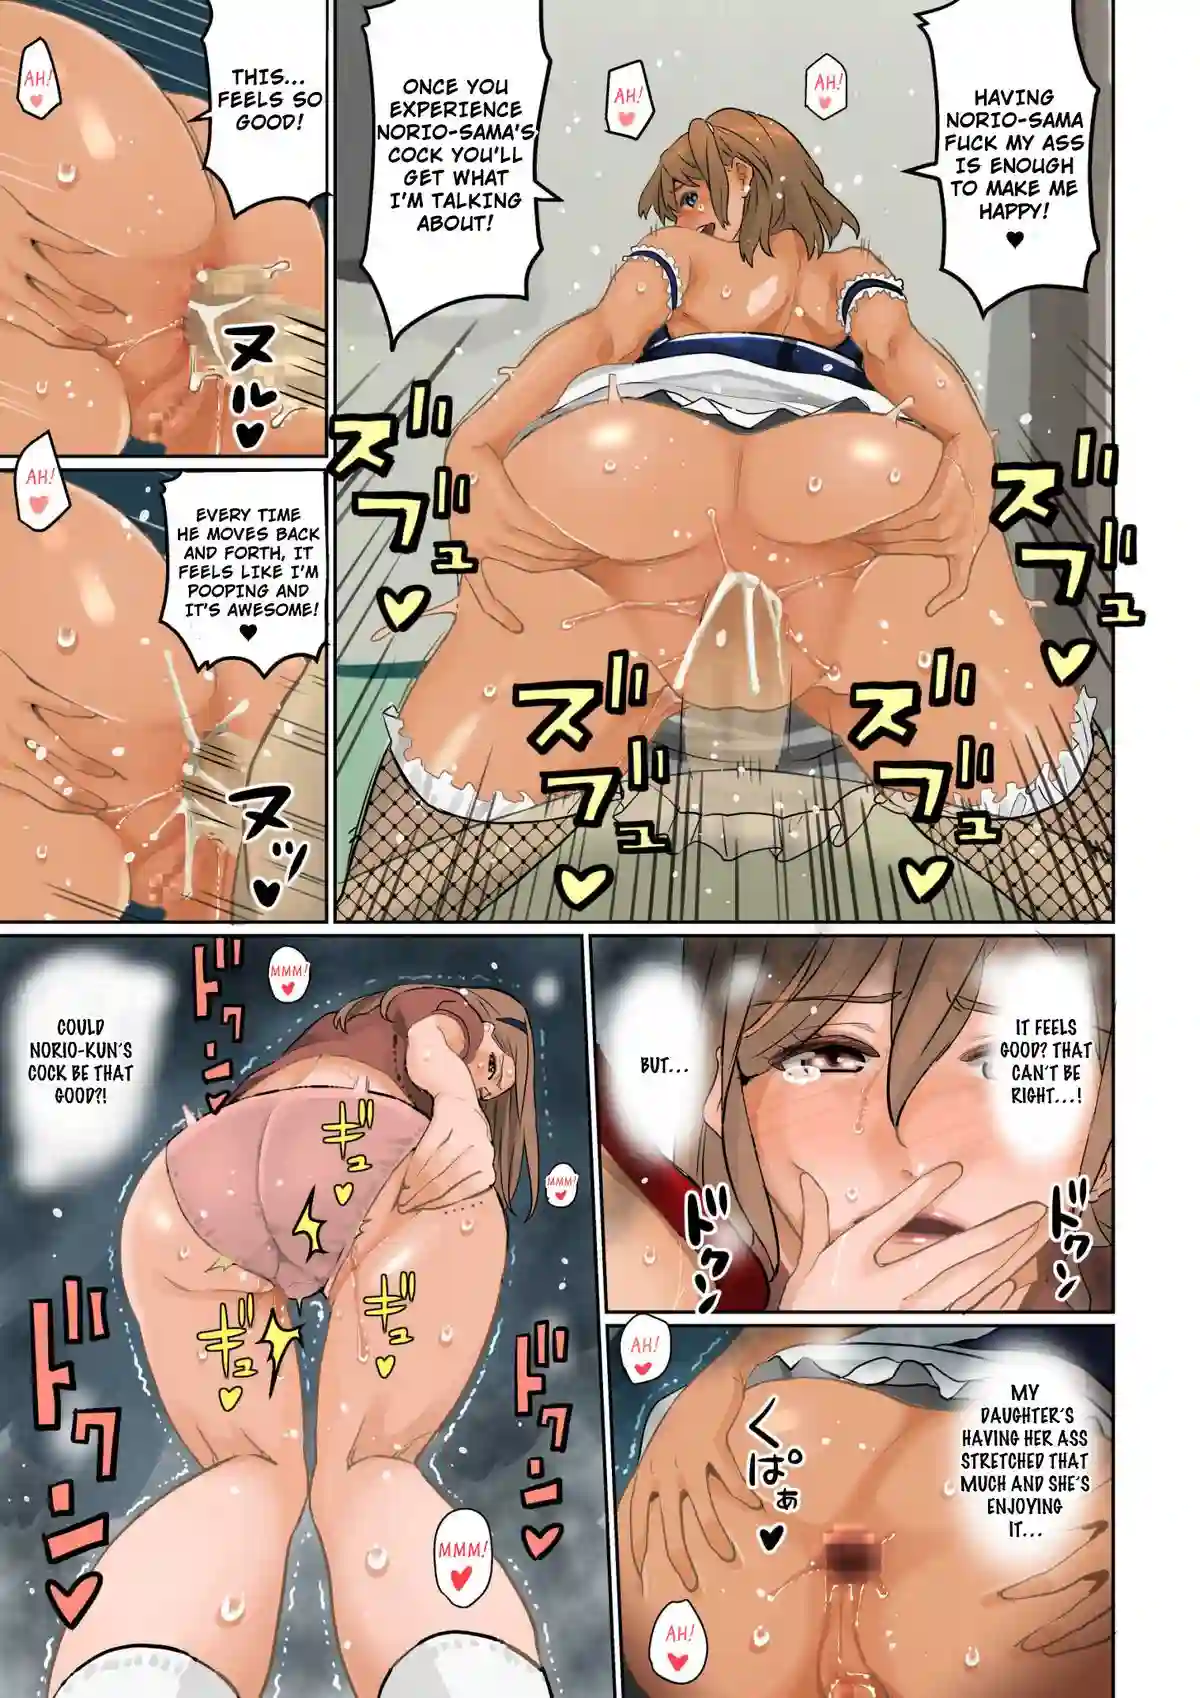 HAVING
NORIO-SAMA
FUCK MY ASS
IS ENOUGH
TO MAKE ME
HAPPY!
♥
AH!
♥
AH!
♥
ONCE YOU
EXPERIENCE
NORIO-SAMA'S
COCK YOU'LL
GET WHAT
I'M TALKING
ABOUT!
ズブュ♥
ズブュ♥
ズブュ♥
ズブュ♥
THIS...
FEELS SO
GOOD!
AH!
♥
ヌル♥
AH!
♥
EVERY TIME
HE MOVES BACK
AND FORTH, IT
FEELS LIKE I'M
POOPING AND
IT'S AWESOME!
♥
ヌッ♥
IT FEELS
GOOD? THAT
CAN'T BE
RIGHT...!
BUT...
ドクン
ドクン
MMM!
♥
COULD
NORIO-KUN'S
COCK BE THAT
GOOD?!
ドクン♥
ギュ♥
MMM!
♥
ギュ♥
ギュ♥
ドクン♥
ドクン♥
MMM!
♥
AH!
♥
MY
DAUGHTER'S
HAVING HER ASS
STRETCHED THAT
MUCH AND SHE'S
ENJOYING
IT...
くぱぁ♥
AH!
♥